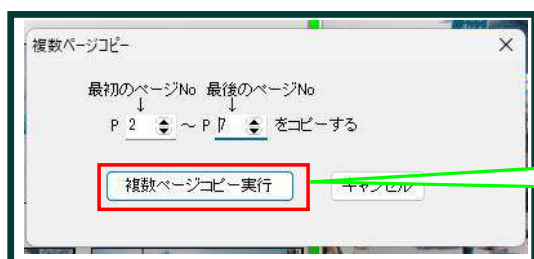 複数ページコピー
最初のページNo 最後のページNo
↓ ↓
P 2 ～ P 7 をコピーする
複数ページコピー実行 キャンセル